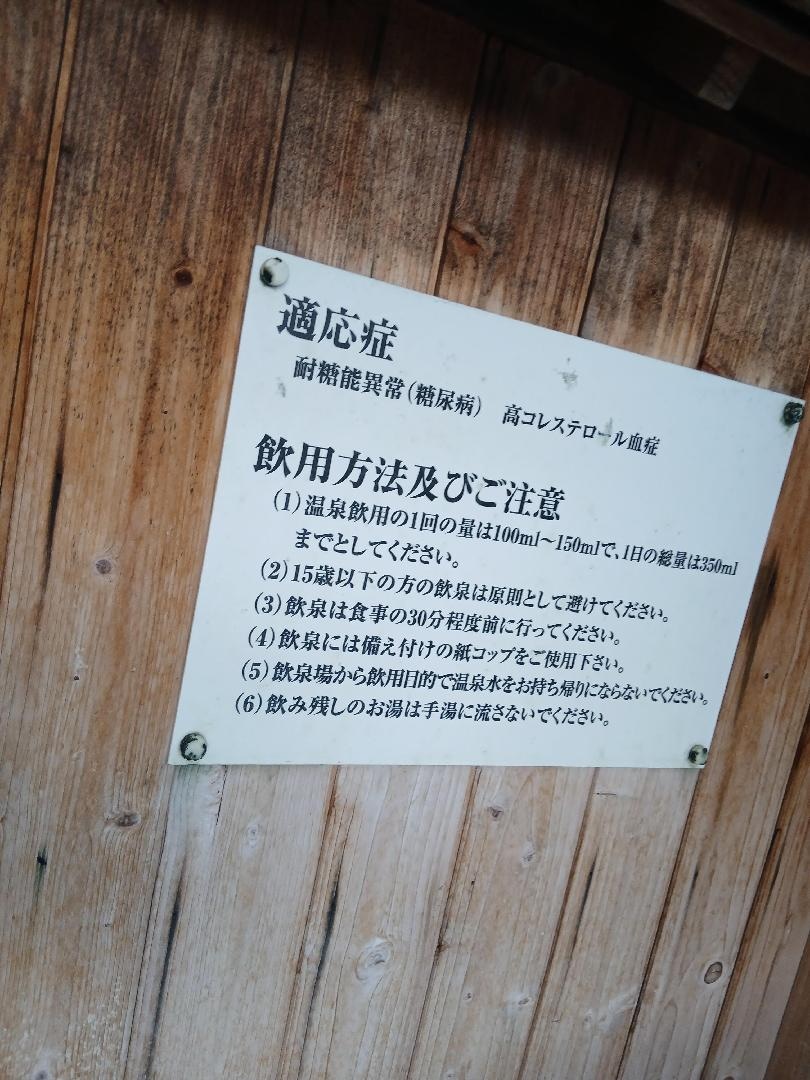 適応症
耐糖能異常(糖尿病) 高コレステロール血症
飲用方法及びご注意
(1)温泉飲用の1回の量は100ml〜150mlで、1日の総量は350ml
までとしてください。
(2)15歳以下の方の飲泉は原則として避けてください。
(3)飲泉は食事の30分程度前に行ってください。
(4)飲泉には備え付けの紙コップをご使用下さい。
(5)飲泉場から飲用目的で温泉水をお持ち帰りにならないでください。
(6)飲み残しのお湯は手湯に流さないでください。